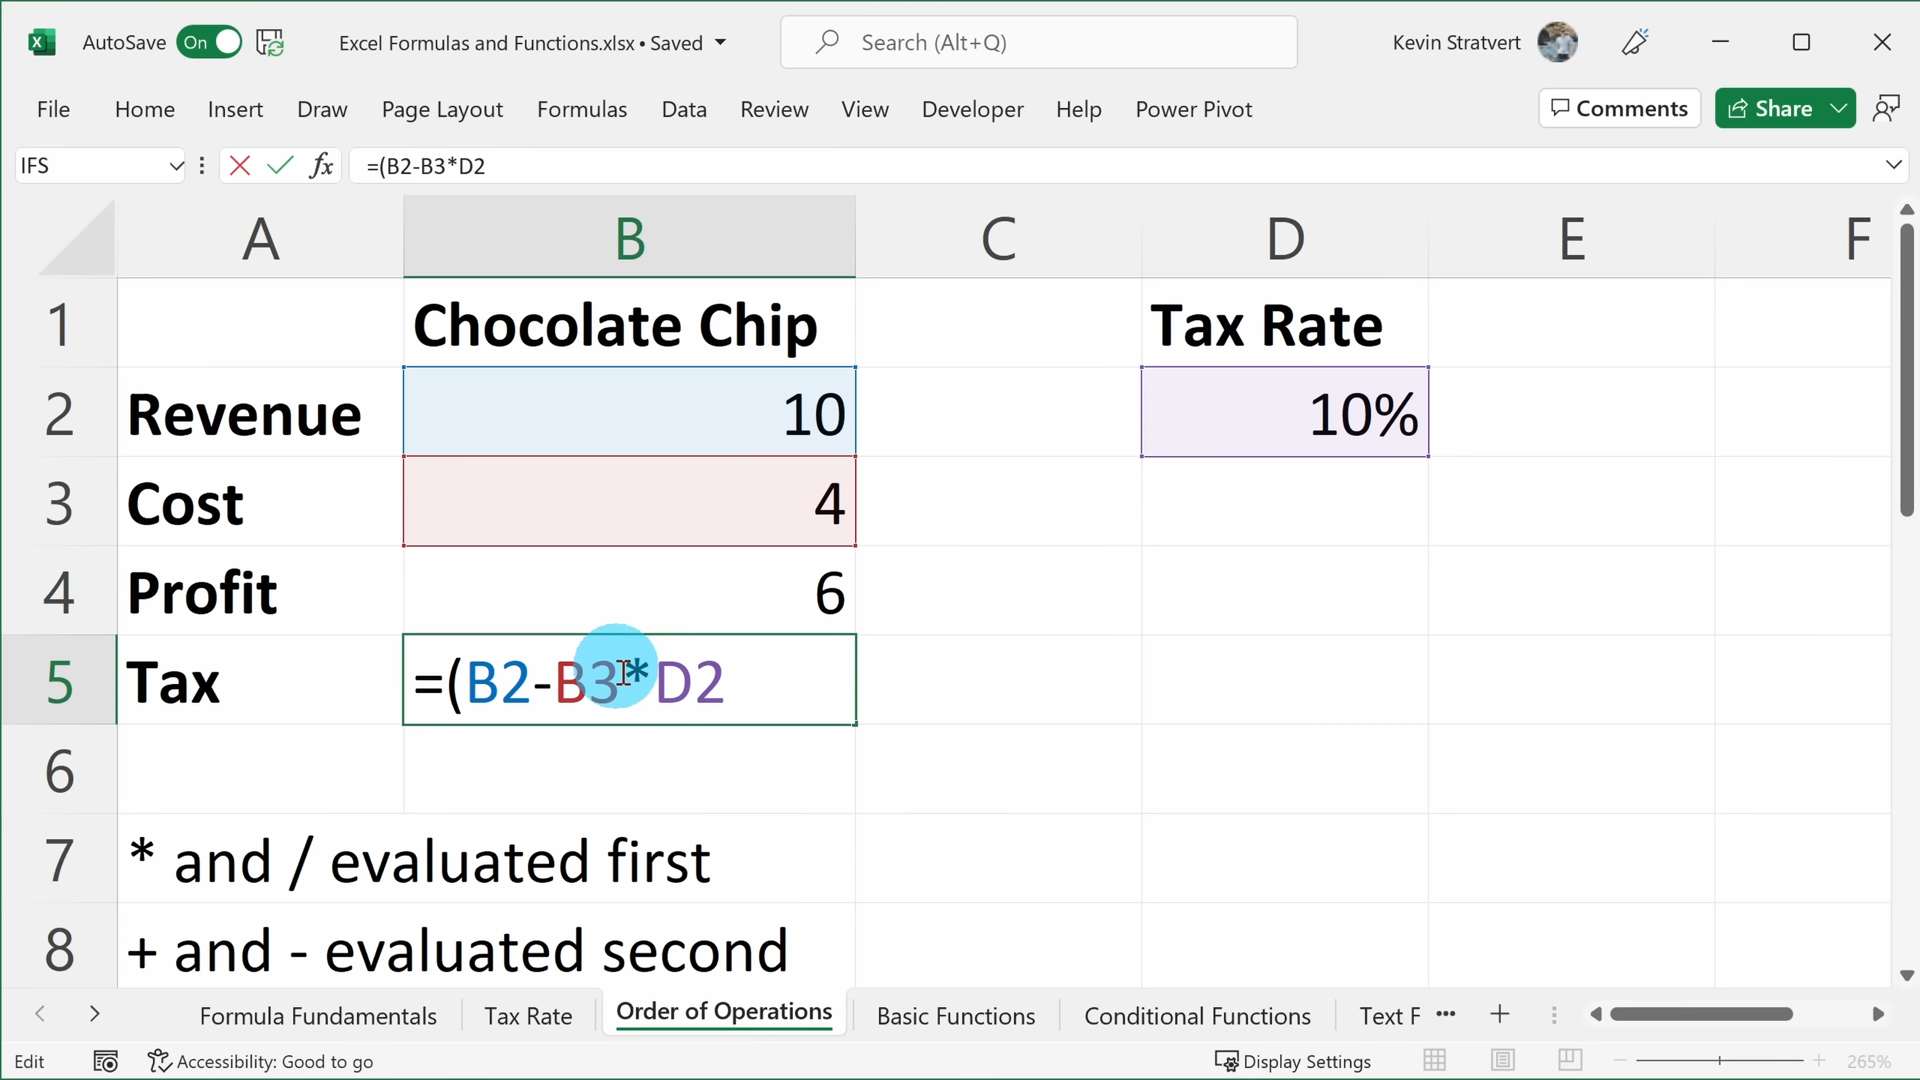 AutoSave On Excel Formulas and Functions.xlsx • Saved Search (Alt+Q) Kevin Stratvert
File Home Insert Draw Page Layout Formulas Data Review View Developer Help Power Pivot Comments Share
IFS fx =(B2-B3*D2
A B C D E F
1 Chocolate Chip Tax Rate
2 Revenue 10 10%
3 Cost 4
4 Profit 6
5 Tax =(B2-B3*D2
6
7 * and / evaluated first
8 + and - evaluated second
Formula Fundamentals Tax Rate Order of Operations Basic Functions Conditional Functions Text F ...
Edit Accessibility: Good to go Display Settings 265%